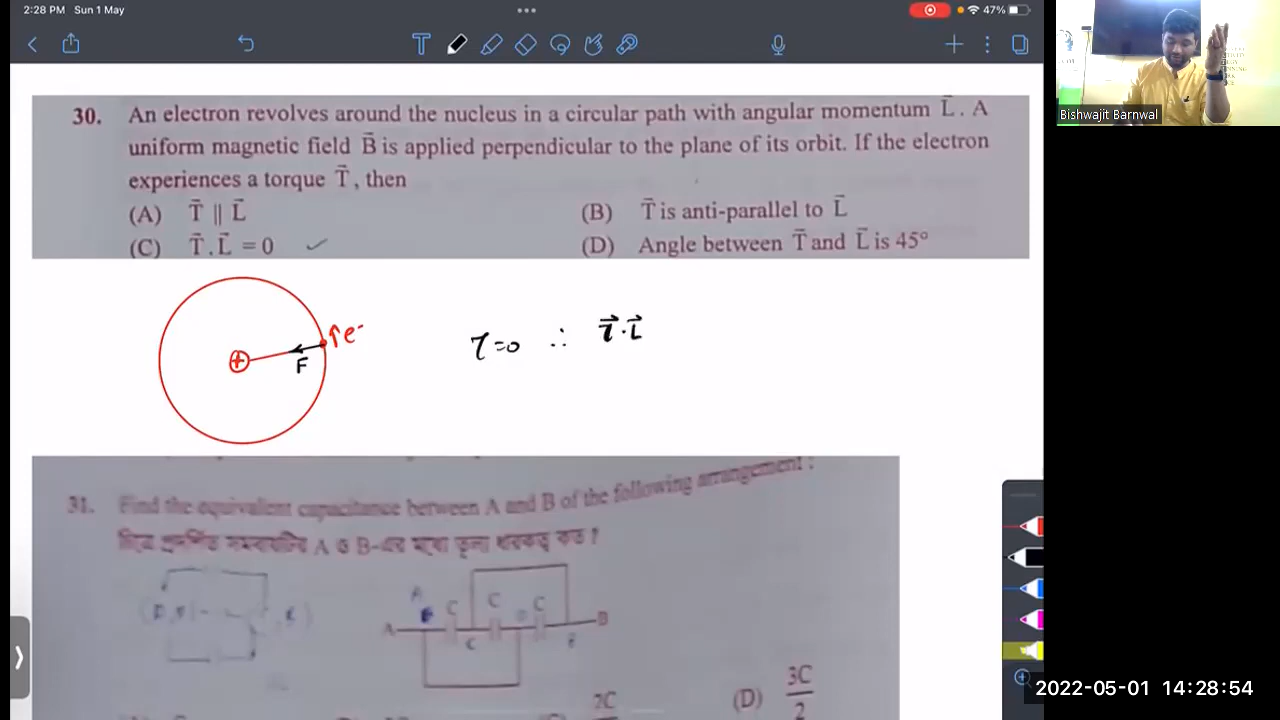 2:28 PM Sun 1 May
47%
Bishwajit Barnwal
30. An electron revolves around the nucleus in a circular path with angular momentum L⃗. A
uniform magnetic field B⃗ is applied perpendicular to the plane of its orbit. If the electron
experiences a torque T⃗, then
(A) T⃗ || L⃗ (B) T⃗ is anti-parallel to L⃗
(C) T⃗.L⃗ = 0 ✓ (D) Angle between T⃗ and L⃗ is 45°
e⁻
F
τ=0 ∴ τ⃗·L⃗
31. Find the equivalent capacitance between A and B of the following arrangement :
A ও B-এর
C C C
A B
C
2C
(D) 3C/2
2022-05-01 14:28:54